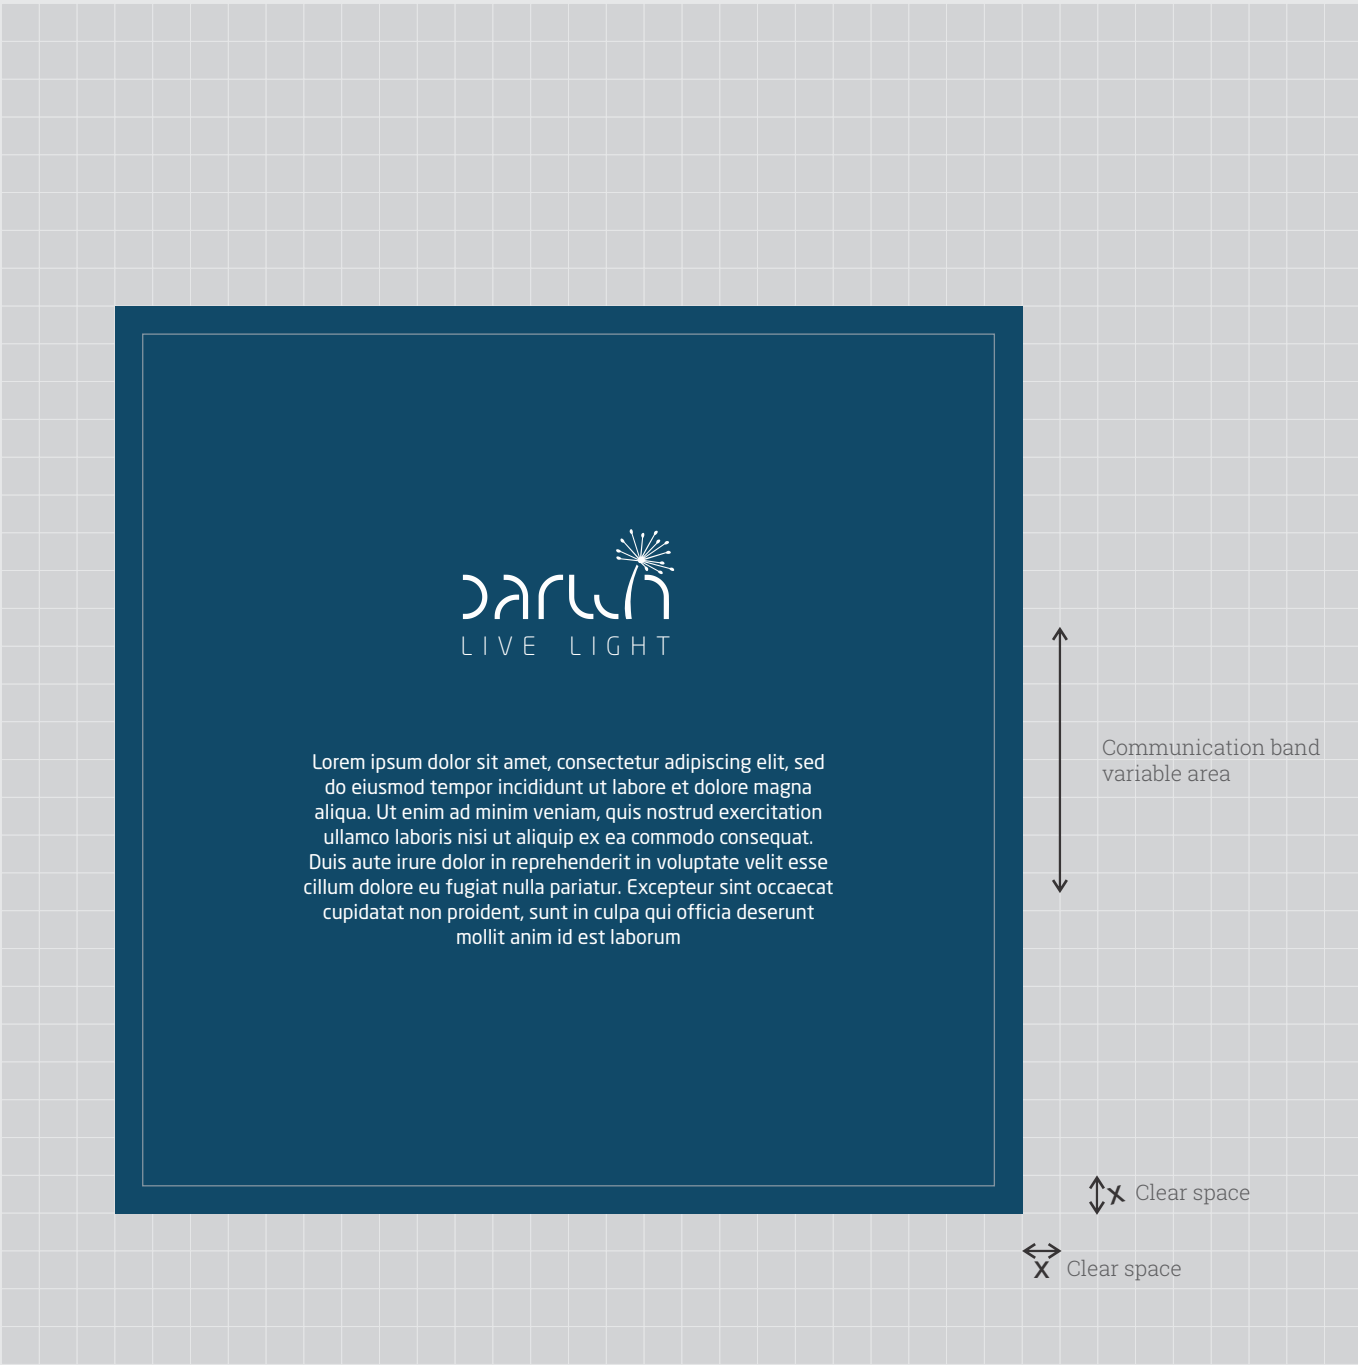 Darwin
LIVE LIGHT
Lorem ipsum dolor sit amet, consectetur adipiscing elit, sed
do eiusmod tempor incididunt ut labore et dolore magna
aliqua. Ut enim ad minim veniam, quis nostrud exercitation
ullamco laboris nisi ut aliquip ex ea commodo consequat.
Duis aute irure dolor in reprehenderit in voluptate velit esse
cillum dolore eu fugiat nulla pariatur. Excepteur sint occaecat
cupidatat non proident, sunt in culpa qui officia deserunt
mollit anim id est laborum
Communication band
variable area
x Clear space
x Clear space